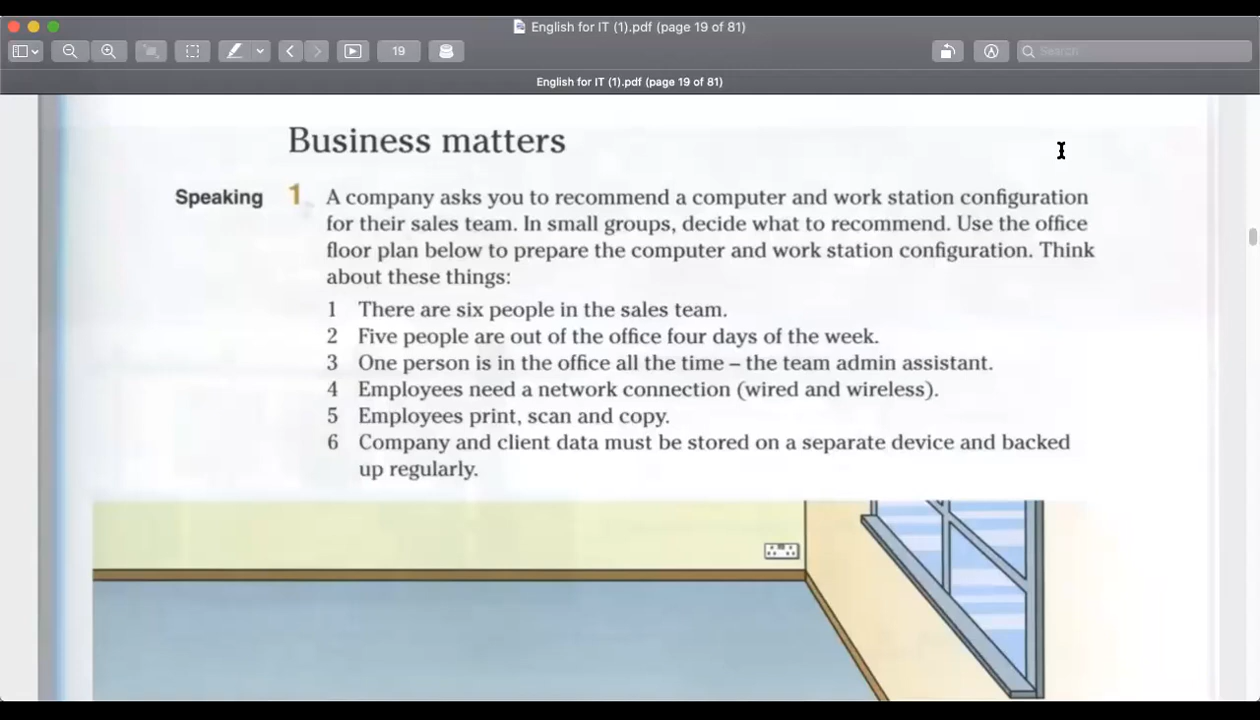 English for IT (1).pdf (page 19 of 81)
19
Search
English for IT (1).pdf (page 19 of 81)
Business matters
Speaking 1 A company asks you to recommend a computer and work station configuration
for their sales team. In small groups, decide what to recommend. Use the office
floor plan below to prepare the computer and work station configuration. Think
about these things:
1 There are six people in the sales team.
2 Five people are out of the office four days of the week.
3 One person is in the office all the time – the team admin assistant.
4 Employees need a network connection (wired and wireless).
5 Employees print, scan and copy.
6 Company and client data must be stored on a separate device and backed
up regularly.